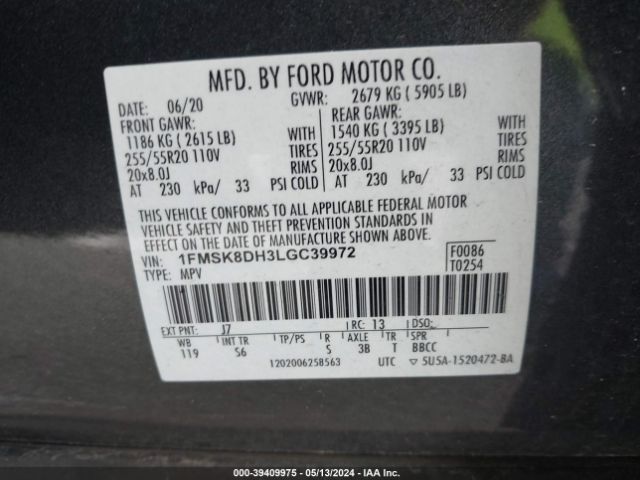 MFD. BY FORD MOTOR CO.
DATE: 06/20 GVWR: 2679 KG ( 5905 LB)
FRONT GAWR: REAR GAWR:
1186 KG ( 2615 LB) WITH 1540 KG ( 3395 LB) WITH
255/55R20 110V TIRES 255/55R20 110V TIRES
20x8.0J RIMS 20x8.0J RIMS
AT 230 kPa/ 33 PSI COLD AT 230 kPa/ 33 PSI COLD
THIS VEHICLE CONFORMS TO ALL APPLICABLE FEDERAL MOTOR
VEHICLE SAFETY AND THEFT PREVENTION STANDARDS IN
EFFECT ON THE DATE OF MANUFACTURE SHOWN ABOVE.
VIN: 1FMSK8DH3LGC39972 F0086
TYPE: MPV T0254
EXT PNT: J7 RC: 13 DSO:
WB INT TR TP/PS R AXLE TR SPR
119 S6 S 3B T BBCC
1202006258563 UTC ▽ 5U5A-1520472-BA
000-39409975 - 05/13/2024 - IAA Inc.